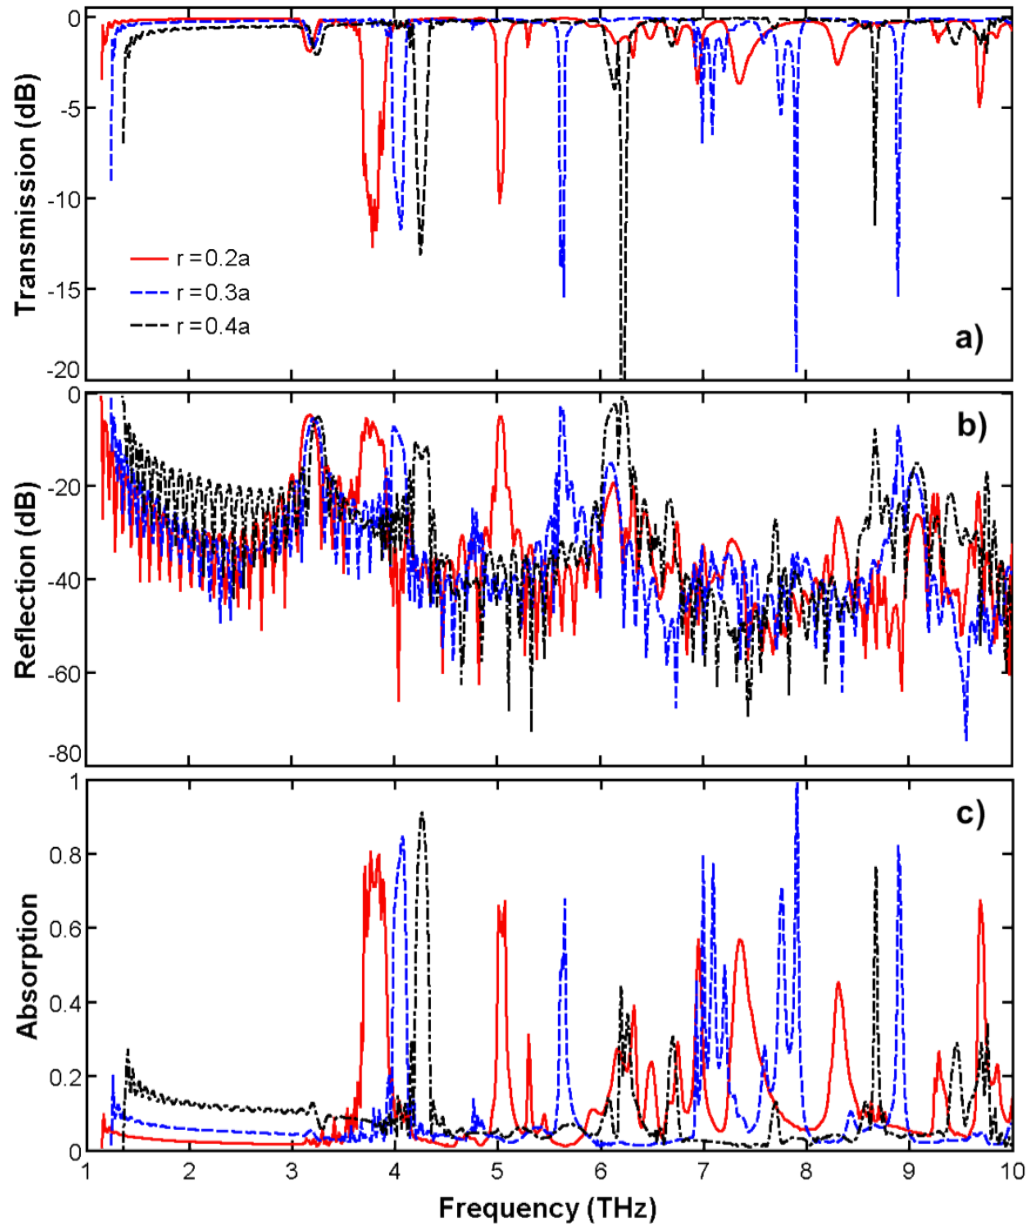 0
-5
-10
-15
-20
Transmission (dB)
r = 0.2a
r = 0.3a
r = 0.4a
a)
0
-20
-40
-60
-80
Reflection (dB)
b)
1
0.8
0.6
0.4
0.2
0
Absorption
c)
1 2 3 4 5 6 7 8 9 10
Frequency (THz)